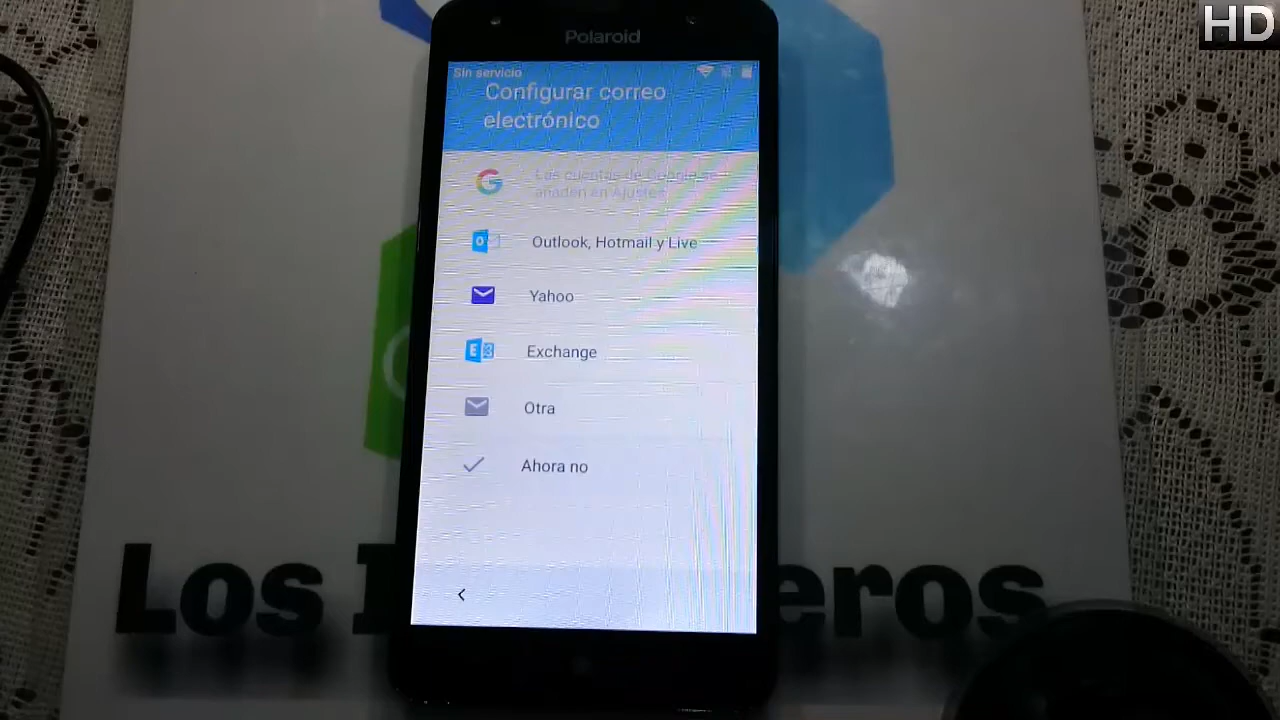 HD
Polaroid
Sin servicio
Configurar correo
electrónico
Las cuentas de Google se
añaden en Ajustes
Outlook, Hotmail y Live
Yahoo
Exchange
Otra
Ahora no
Los
eros